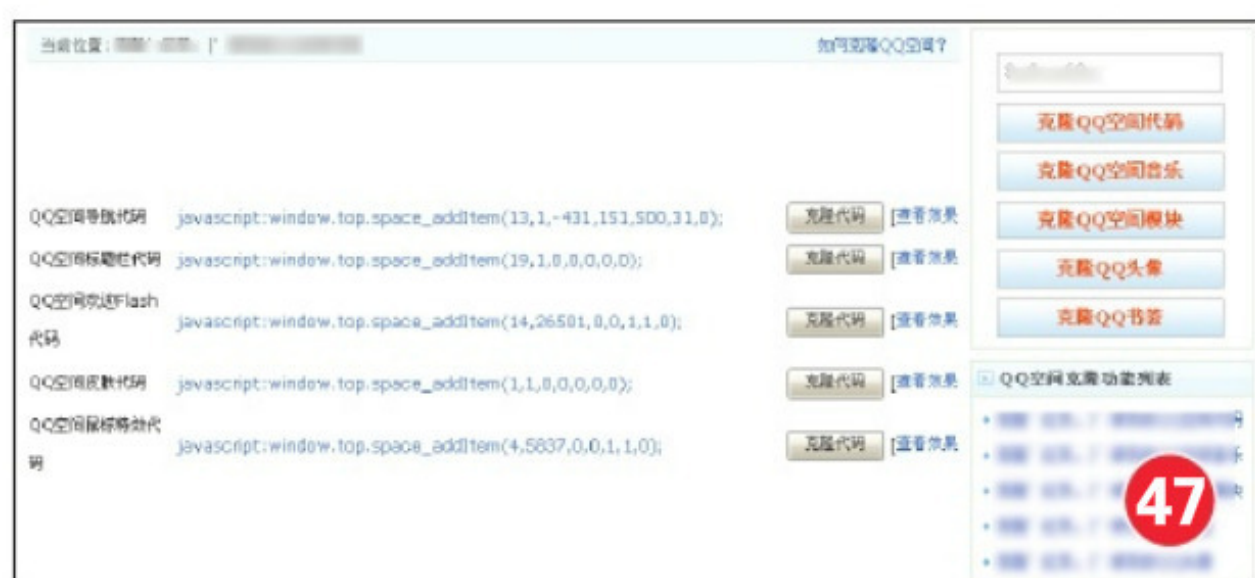 当前位置:
如何克隆QQ空间?
QQ空间导航代码 javascript:window.top.space_addItem(13,1,-431,151,500,31,0); 克隆代码 [查看效果
QQ空间标题栏代码 javascript:window.top.space_addItem(19,1,0,0,0,0,0); 克隆代码 [查看效果
QQ空间欢迎Flash
代码
javascript:window.top.space_addItem(14,26501,0,0,1,1,0); 克隆代码 [查看效果
QQ空间皮肤代码 javascript:window.top.space_addItem(1,1,0,0,0,0,0); 克隆代码 [查看效果
QQ空间鼠标特效代
码
javascript:window.top.space_addItem(4,5837,0,0,1,1,0); 克隆代码 [查看效果
克隆QQ空间代码
克隆QQ空间音乐
克隆QQ空间模块
克隆QQ头像
克隆QQ书签
QQ空间克隆功能列表
47